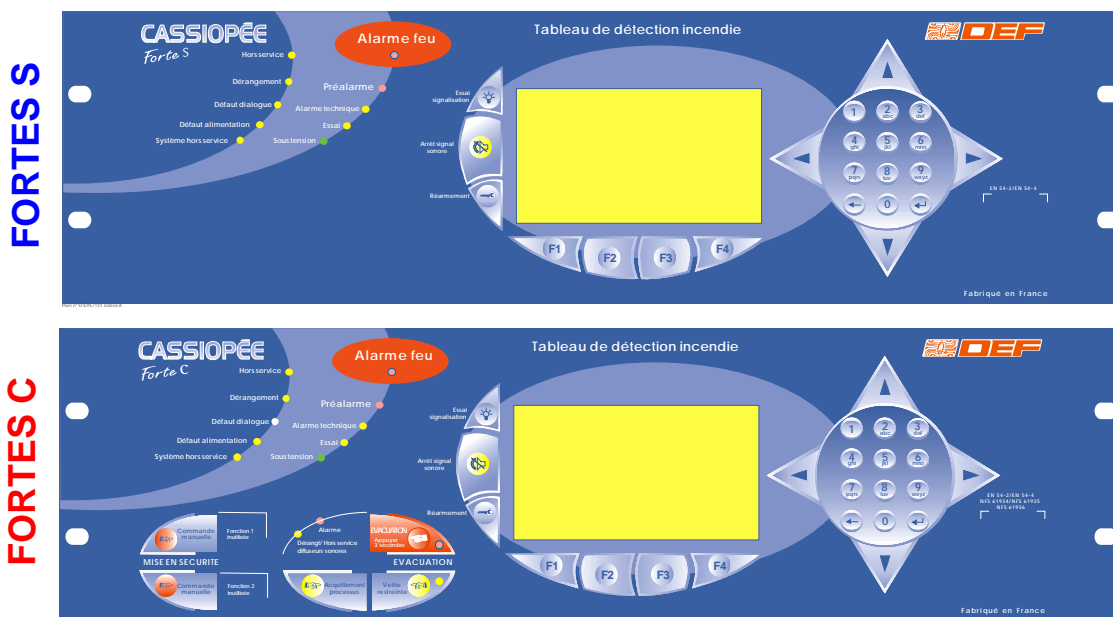 FORTES S
CASSIOPÉE
Forte S
Alarme feu
Tableau de détection incendie
DEF
Hors service
Dérangement
Préalarme
Défaut dialogue
Alarme technique
Défaut alimentation
Essai
Système hors service
Sous tension
Essai
signalisation
Arrêt signal
sonore
Réarmement
F1
F2
F3
F4
1
2
abc
3
def
4
ghi
5
jkl
6
mno
7
pqrs
8
tuv
9
wxyz
0
EN 54-2/EN 54-4
Fabriqué en France
FORTES C
CASSIOPÉE
Forte C
Alarme feu
Tableau de détection incendie
DEF
Hors service
Dérangement
Préalarme
Défaut dialogue
Alarme technique
Défaut alimentation
Essai
Système hors service
Sous tension
Essai
signalisation
Arrêt signal
sonore
Réarmement
F1
F2
F3
F4
1
2
abc
3
def
4
ghi
5
jkl
6
mno
7
pqrs
8
tuv
9
wxyz
0
EN 54-2/EN 54-4
NFS 61934/NFS 61935
NFS 61936
Commande
manuelle
Fonction 1
inutilisée
MISE EN SECURITE
Commande
manuelle
Fonction 2
inutilisée
Alarme
Dérangt/ Hors service
diffuseurs sonores
EVACUATION
Appuyer
3 secondes
EVACUATION
Acquittement
processus
Veille
restreinte
Fabriqué en France